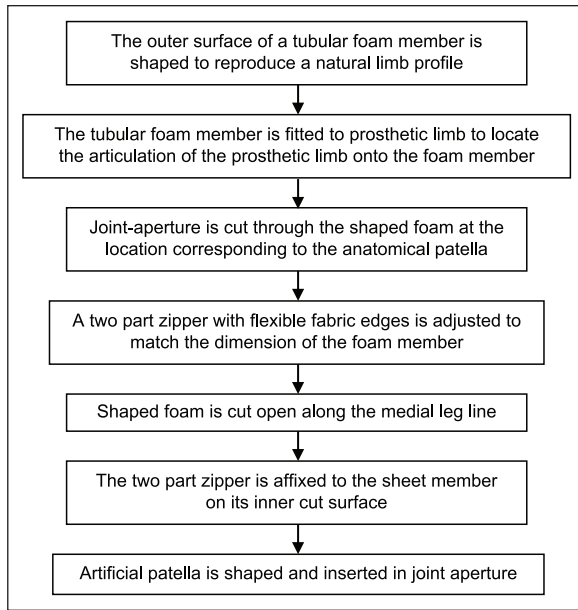 The outer surface of a tubular foam member is
shaped to reproduce a natural limb profile
The tubular foam member is fitted to prosthetic limb to locate
the articulation of the prosthetic limb onto the foam member
Joint-aperture is cut through the shaped foam at the
location corresponding to the anatomical patella
A two part zipper with flexible fabric edges is adjusted to
match the dimension of the foam member
Shaped foam is cut open along the medial leg line
The two part zipper is affixed to the sheet member
on its inner cut surface
Artificial patella is shaped and inserted in joint aperture